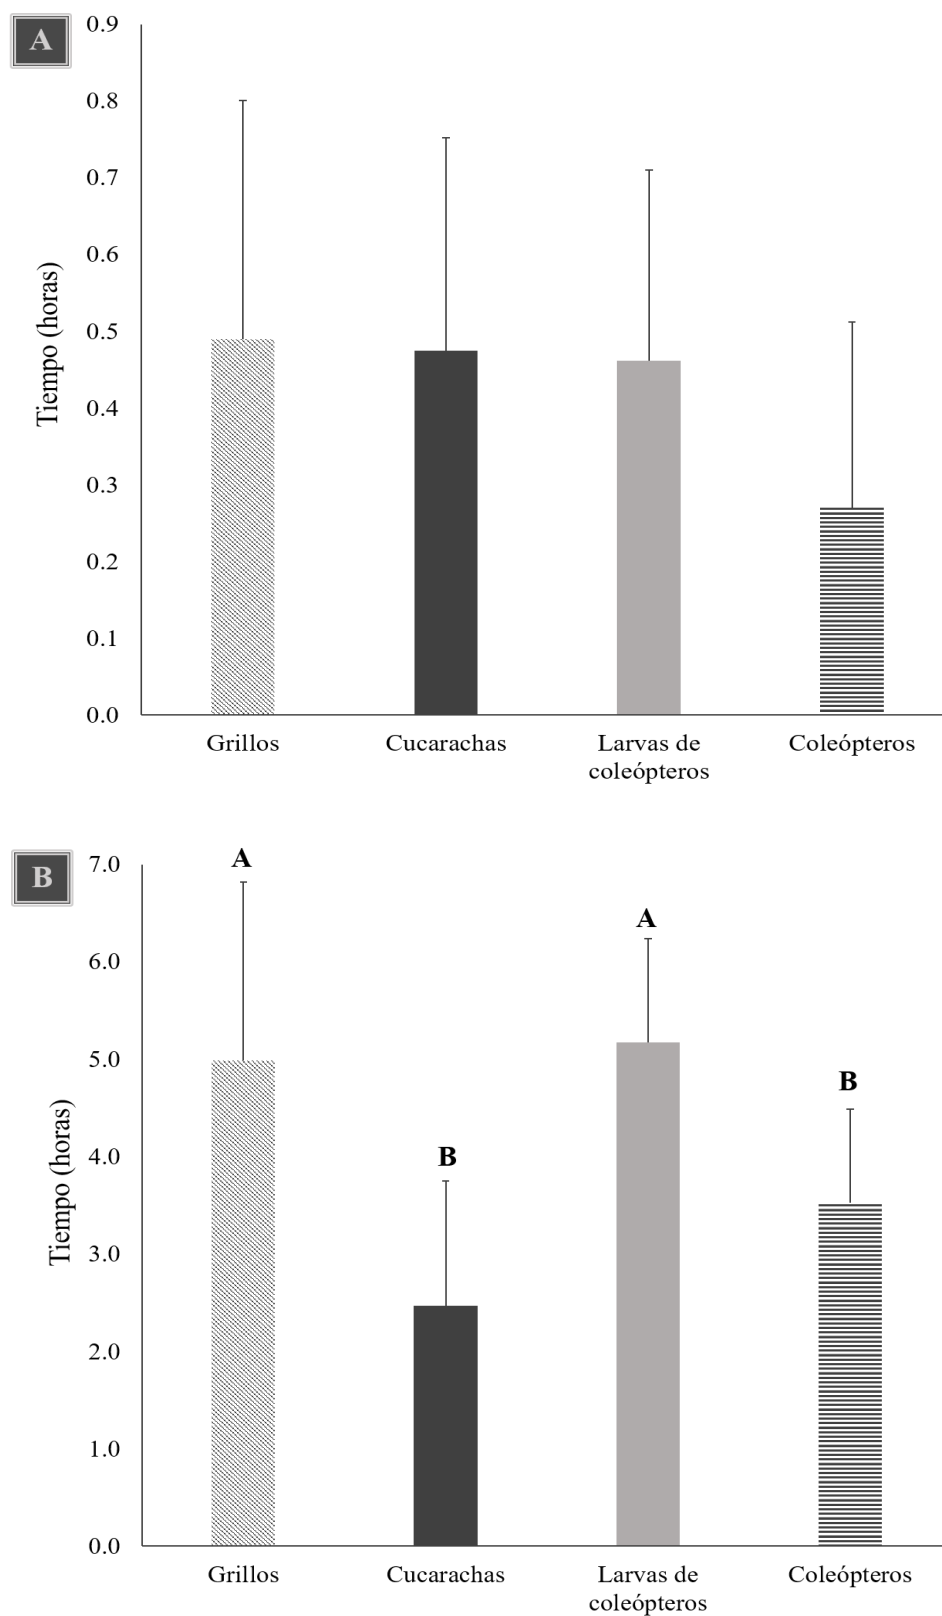 A
0.9
0.8
0.7
0.6
0.5
0.4
0.3
0.2
0.1
0.0
Tiempo (horas)
Grillos
Cucarachas
Larvas de
coleópteros
Coleópteros
B
7.0
6.0
5.0
4.0
3.0
2.0
1.0
0.0
Tiempo (horas)
A
B
A
B
Grillos
Cucarachas
Larvas de
coleópteros
Coleópteros